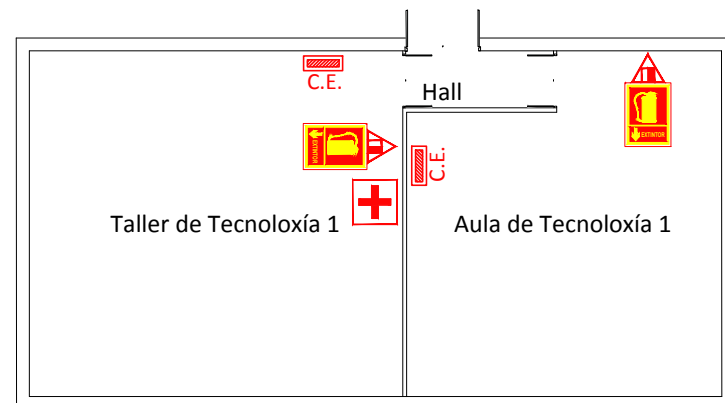 C.E.
Hall
EXTINTOR
EXTINTOR
C.E.
Taller de Tecnoloxía 1
Aula de Tecnoloxía 1